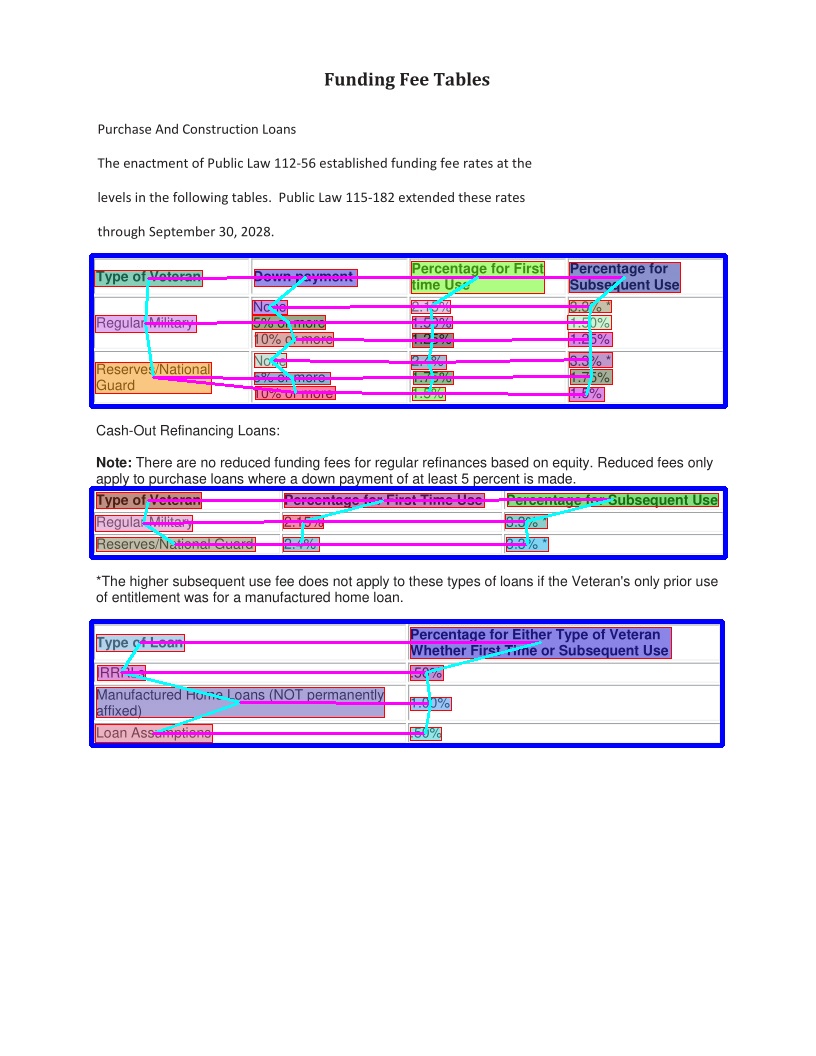 Funding Fee Tables
Purchase And Construction Loans
The enactment of Public Law 112-56 established funding fee rates at the
levels in the following tables.  Public Law 115-182 extended these rates
through September 30, 2028.
Type of Veteran Down payment Percentage for First time Use Percentage for Subsequent Use
Regular Military None 2.15% 3.3% *
5% or more 1.50% 1.50%
10% or more 1.25% 1.25%
Reserves/National Guard None 2.4% 3.3% *
5% or more 1.75% 1.75%
10% or more
Cash-Out Refinancing Loans:
Note: There are no reduced funding fees for regular refinances based on equity. Reduced fees only
apply to purchase loans where a down payment of at least 5 percent is made.
Type of Veteran Percentage for First Time Use Percentage for Subsequent Use
Regular Military 2.15% 3.3% *
Reserves/National Guard 2.4% 3.3% *
*The higher subsequent use fee does not apply to these types of loans if the Veteran's only prior use
of entitlement was for a manufactured home loan.
Type of Loan Percentage for Either Type of Veteran Whether First Time or Subsequent Use
IRRRLs .50%
Manufactured Home Loans (NOT permanently affixed) 1.00%
Loan Assumptions .50%